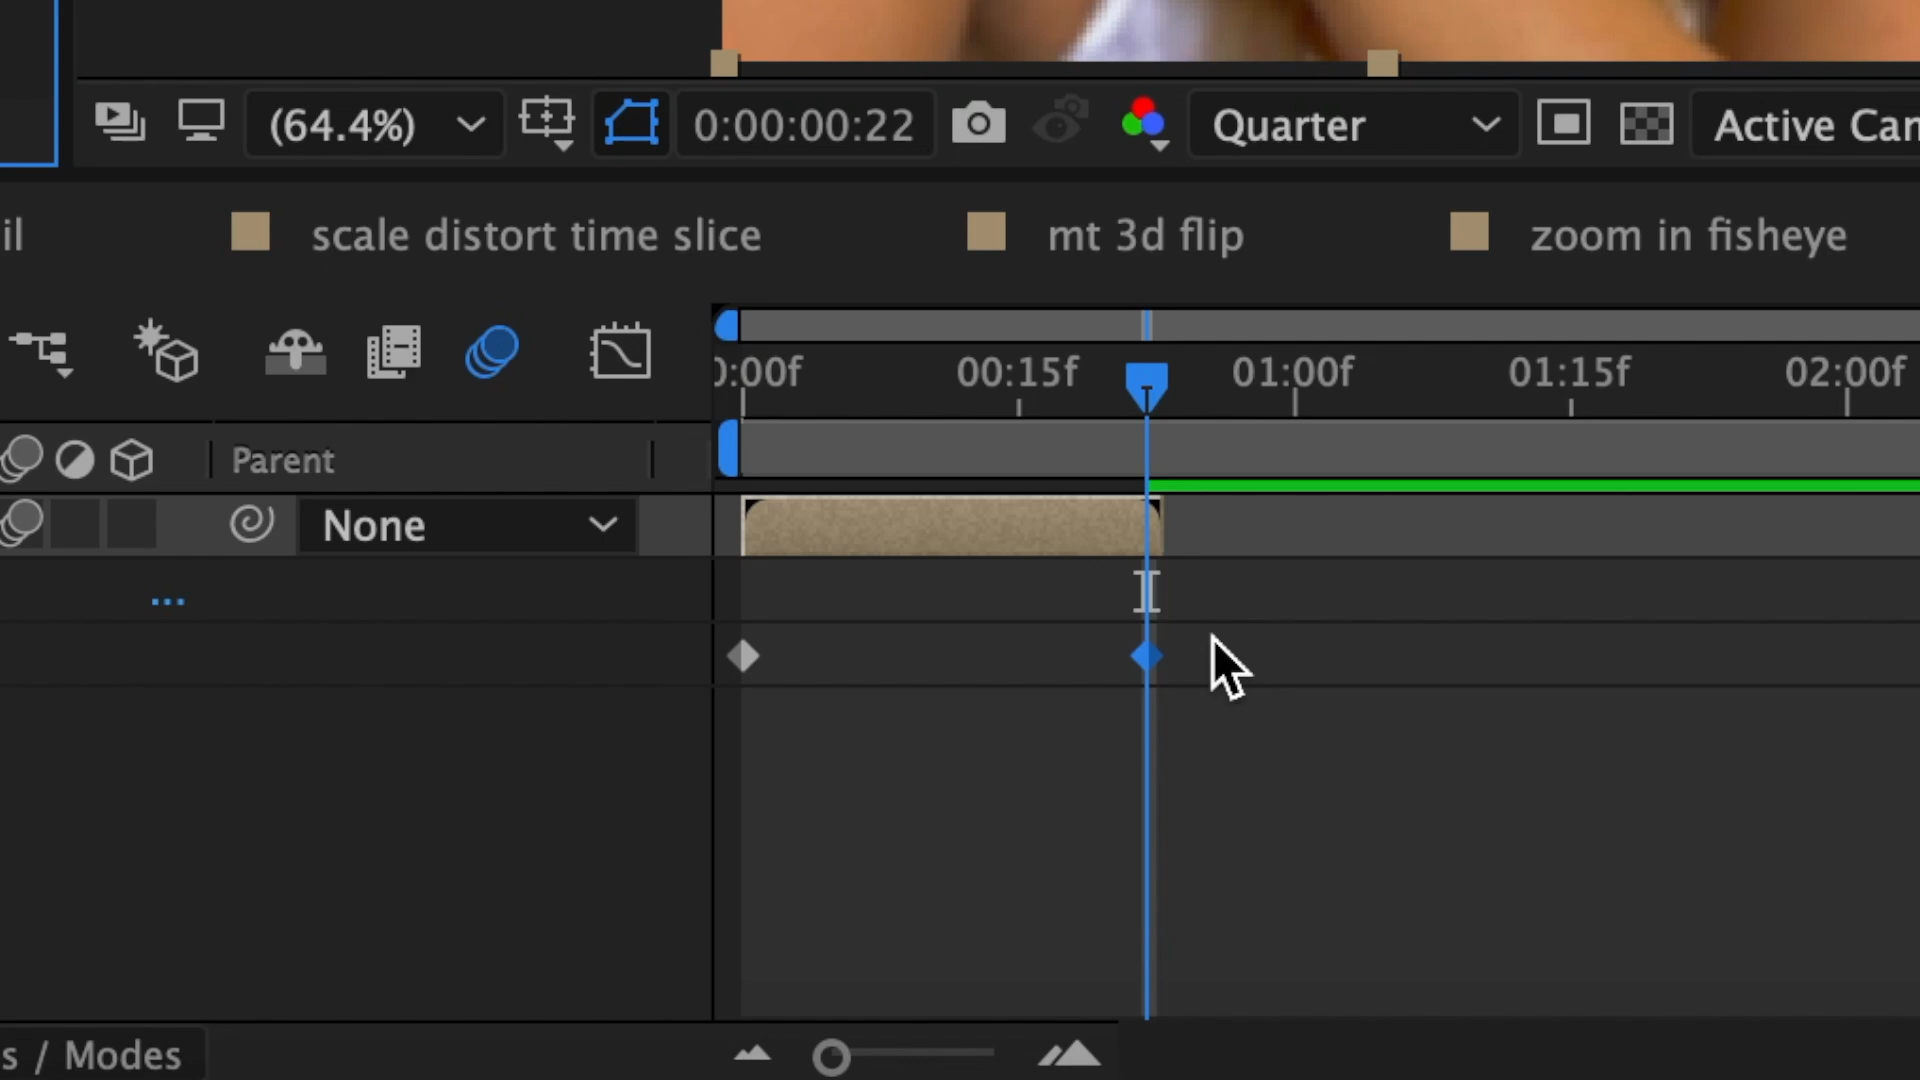 (64.4%) 0:00:00:22 Quarter Active Can
il scale distort time slice mt 3d flip zoom in fisheye
0:00f 00:15f 01:00f 01:15f 02:00f
Parent
None
...
s / Modes